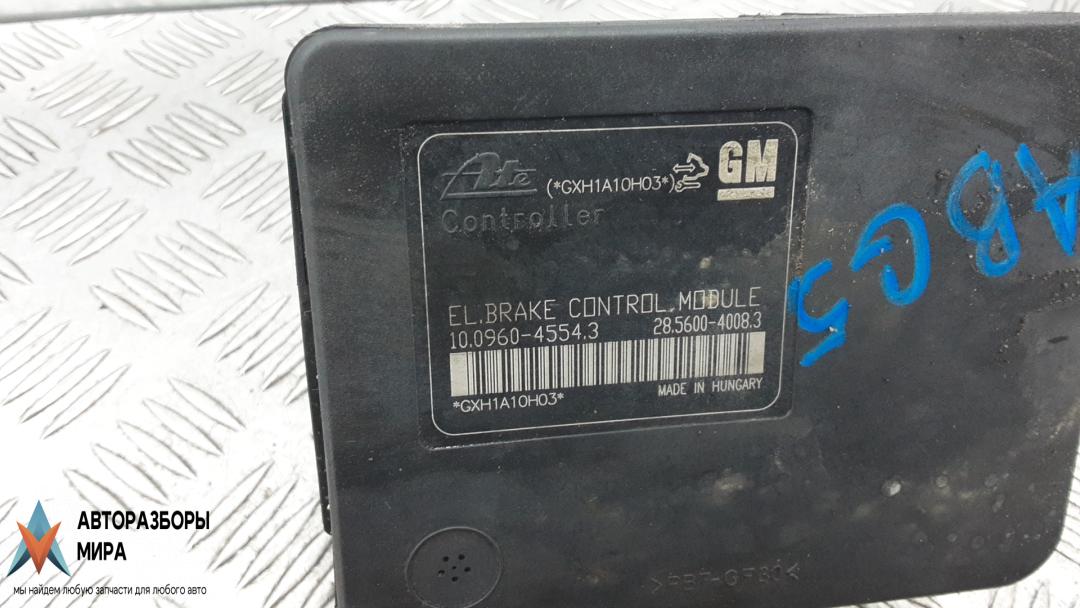 Ate
(*GXH1A10H03*)
GM
Controller
EL.BRAKE CONTROL.MODULE
10.0960-4554.3 28.5600-4008.3
*GXH1A10H03*
MADE IN HUNGARY
ABG5
АВТОРАЗБОРЫ
МИРА
мы найдем любую запчасти для любого авто